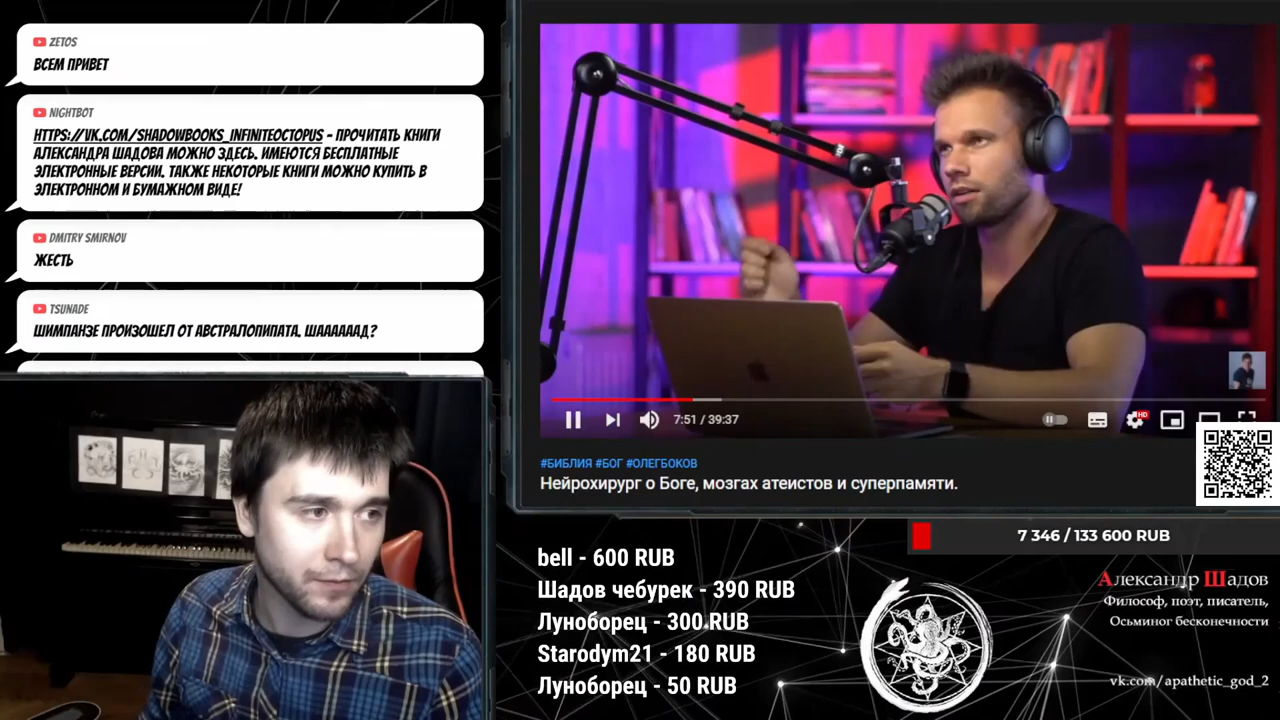 ZETOS
ВСЕМ ПРИВЕТ
NIGHTBOT
HTTPS://VK.COM/SHADOWBOOKS_INFINITEOCTOPUS - ПРОЧИТАТЬ КНИГИ
АЛЕКСАНДРА ШАДОВА МОЖНО ЗДЕСЬ. ИМЕЮТСЯ БЕСПЛАТНЫЕ
ЭЛЕКТРОННЫЕ ВЕРСИИ. ТАКЖЕ НЕКОТОРЫЕ КНИГИ МОЖНО КУПИТЬ В
ЭЛЕКТРОННОМ И БУМАЖНОМ ВИДЕ!
DMITRY SMIRNOV
ЖЕСТЬ
TSUNADE
ШИМПАНЗЕ ПРОИЗОШЕЛ ОТ АВСТРАЛОПИПАТА. ШААААААД?
7:51 / 39:37
HD
#БИБЛИЯ #БОГ #ОЛЕГБОКОВ
Нейрохирург о Боге, мозгах атеистов и суперпамяти.
7 346 / 133 600 RUB
bell - 600 RUB
Шадов чебурек - 390 RUB
Луноборец - 300 RUB
Starodym21 - 180 RUB
Луноборец - 50 RUB
Александр Шадов
Философ, поэт, писатель,
Осьминог бесконечности
vk.com/apathetic_god_2